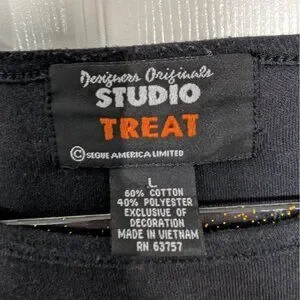 Designers Originals
STUDIO
TREAT
© SEGUE AMERICA LIMITED
L
60% COTTON
40% POLYESTER
EXCLUSIVE OF
DECORATION
MADE IN VIETNAM
RN 63757